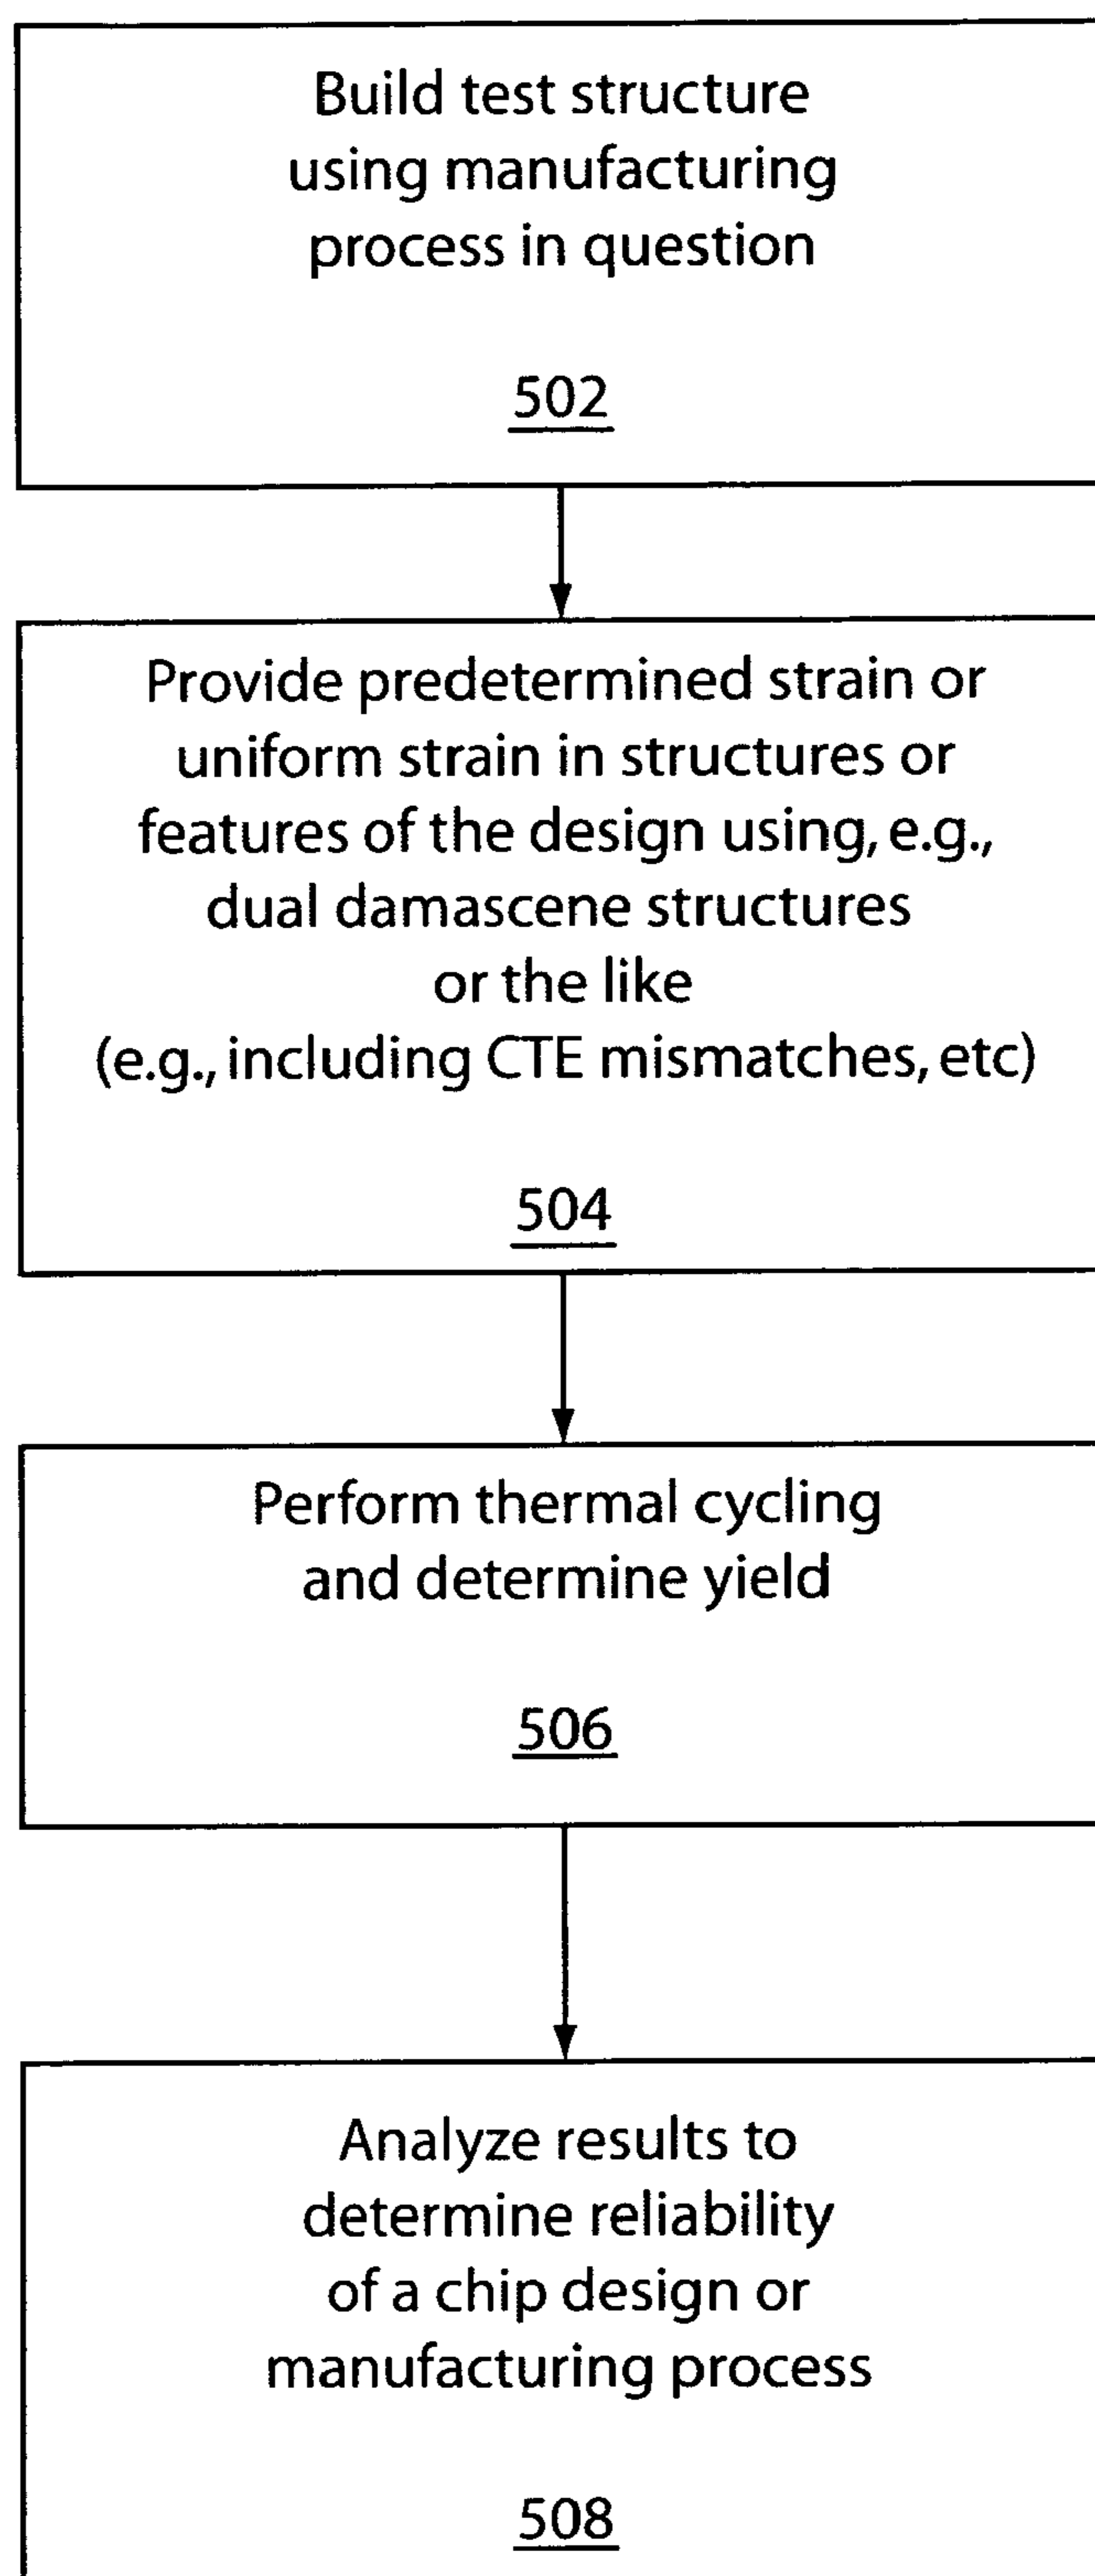 Build test structure
using manufacturing
process in question
502
Provide predetermined strain or
uniform strain in structures or
features of the design using, e.g.,
dual damascene structures
or the like
(e.g., including CTE mismatches, etc)
504
Perform thermal cycling
and determine yield
506
Analyze results to
determine reliability
of a chip design or
manufacturing process
508